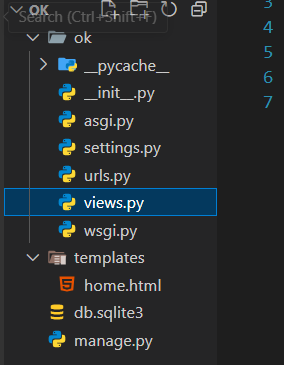 OK
Search (Ctrl+Shift+F)
3
ok
4
__pycache__
5
__init__.py
6
asgi.py
7
settings.py
urls.py
views.py
wsgi.py
templates
home.html
db.sqlite3
manage.py